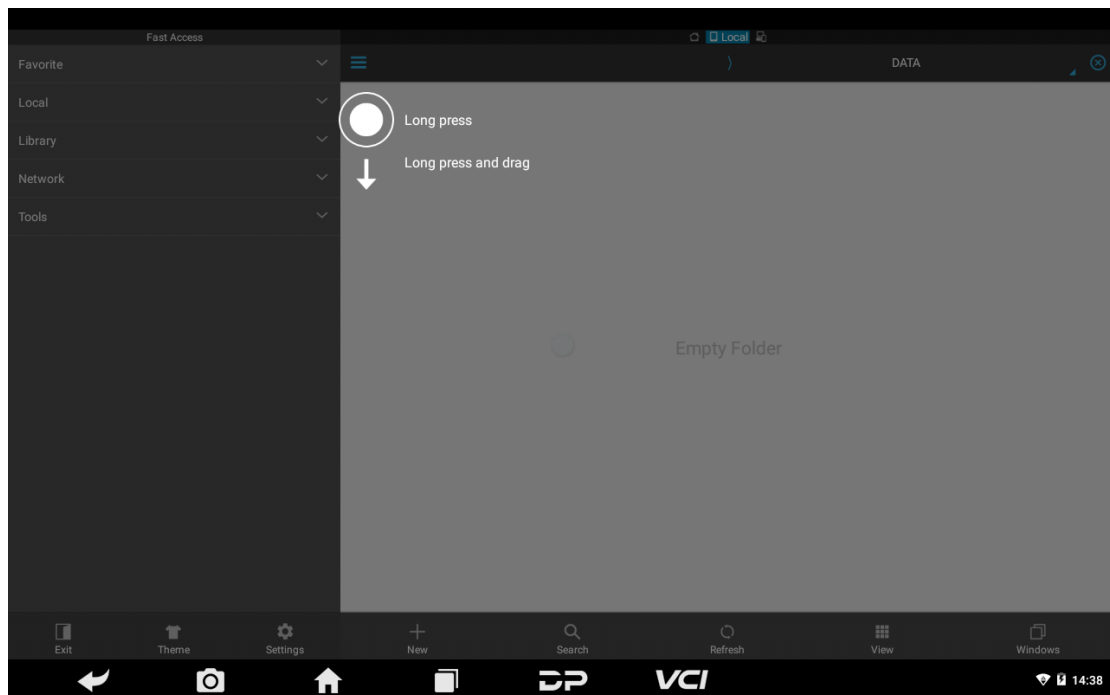 Fast Access
Local
Favorite
DATA
Local
Library
Network
Tools
Long press
Long press and drag
Empty Folder
Exit Theme Settings New Search Refresh View Windows
DP VCI 14:38